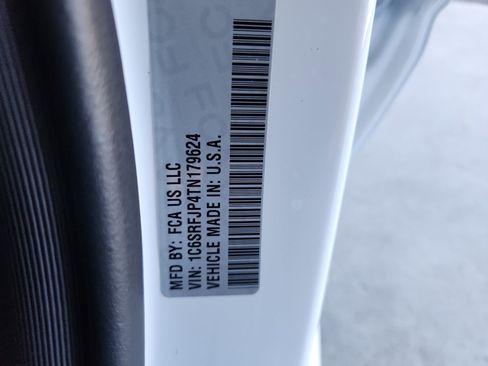 MFD BY: FCA US LLC
VIN: 1C6SRFJP4TN179624
VEHICLE MADE IN: U.S.A.